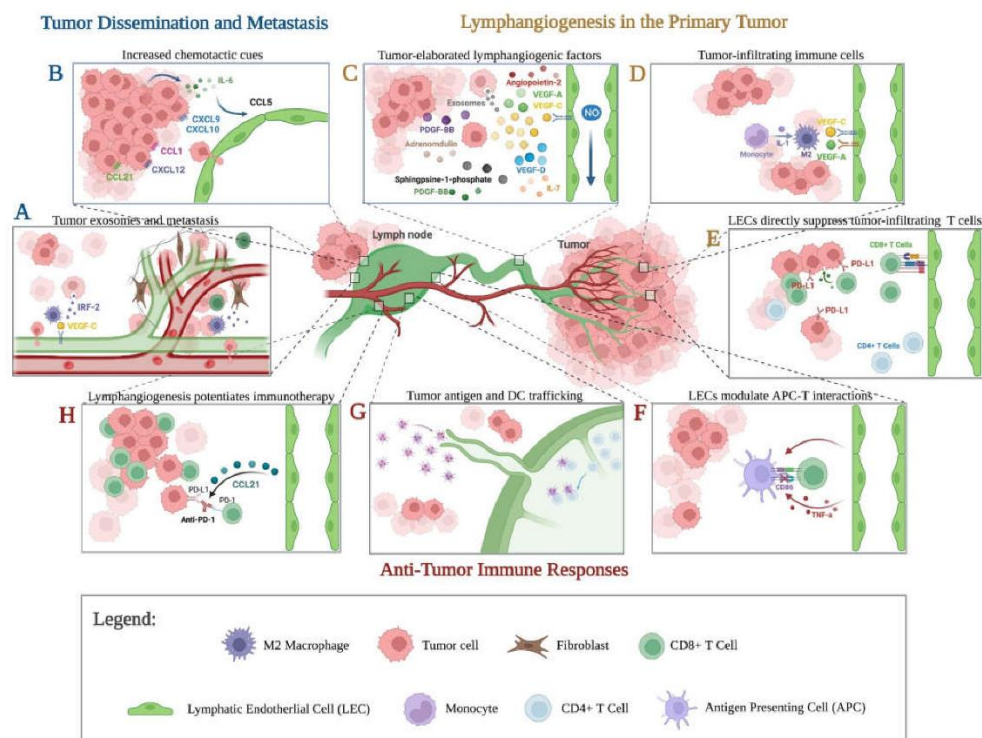 Tumor Dissemination and Metastasis
Lymphangiogenesis in the Primary Tumor
B
Increased chemotactic cues
IL-6
CCL5
CXCL9
CXCL10
CCL1
CXCL12
CCL21
C
Tumor-elaborated lymphangiogenic factors
Angiopoietin-2
Exosomes
VEGF-A
VEGF-C
PDGF-BB
Adrenomdulin
NO
VEGF-D
Sphingpsine-1-phosphate
PDGF-BB
IL-7
D
Tumor-infiltrating immune cells
VEGF-C
IL-1
Monocyte
M2
VEGF-A
A
Tumor exosomes and metastasis
IRF-2
VEGF-C
Lymph node
Tumor
E
LECs directly suppress tumor-infiltrating T cells
CD8+ T Cells
PD-L1
PD-L1
PD-L1
CD4+ T Cells
H
Lymphangiogenesis potentiates immunotherapy
CCL21
PD-L1
PD-1
Anti-PD-1
G
Tumor antigen and DC trafficking
F
LECs modulate APC-T interactions
CD86
TNF-a
Anti-Tumor Immune Responses
Legend:
M2 Macrophage
Tumor cell
Fibroblast
CD8+ T Cell
Lymphatic Endotherlial Cell (LEC)
Monocyte
CD4+ T Cell
Antigen Presenting Cell (APC)